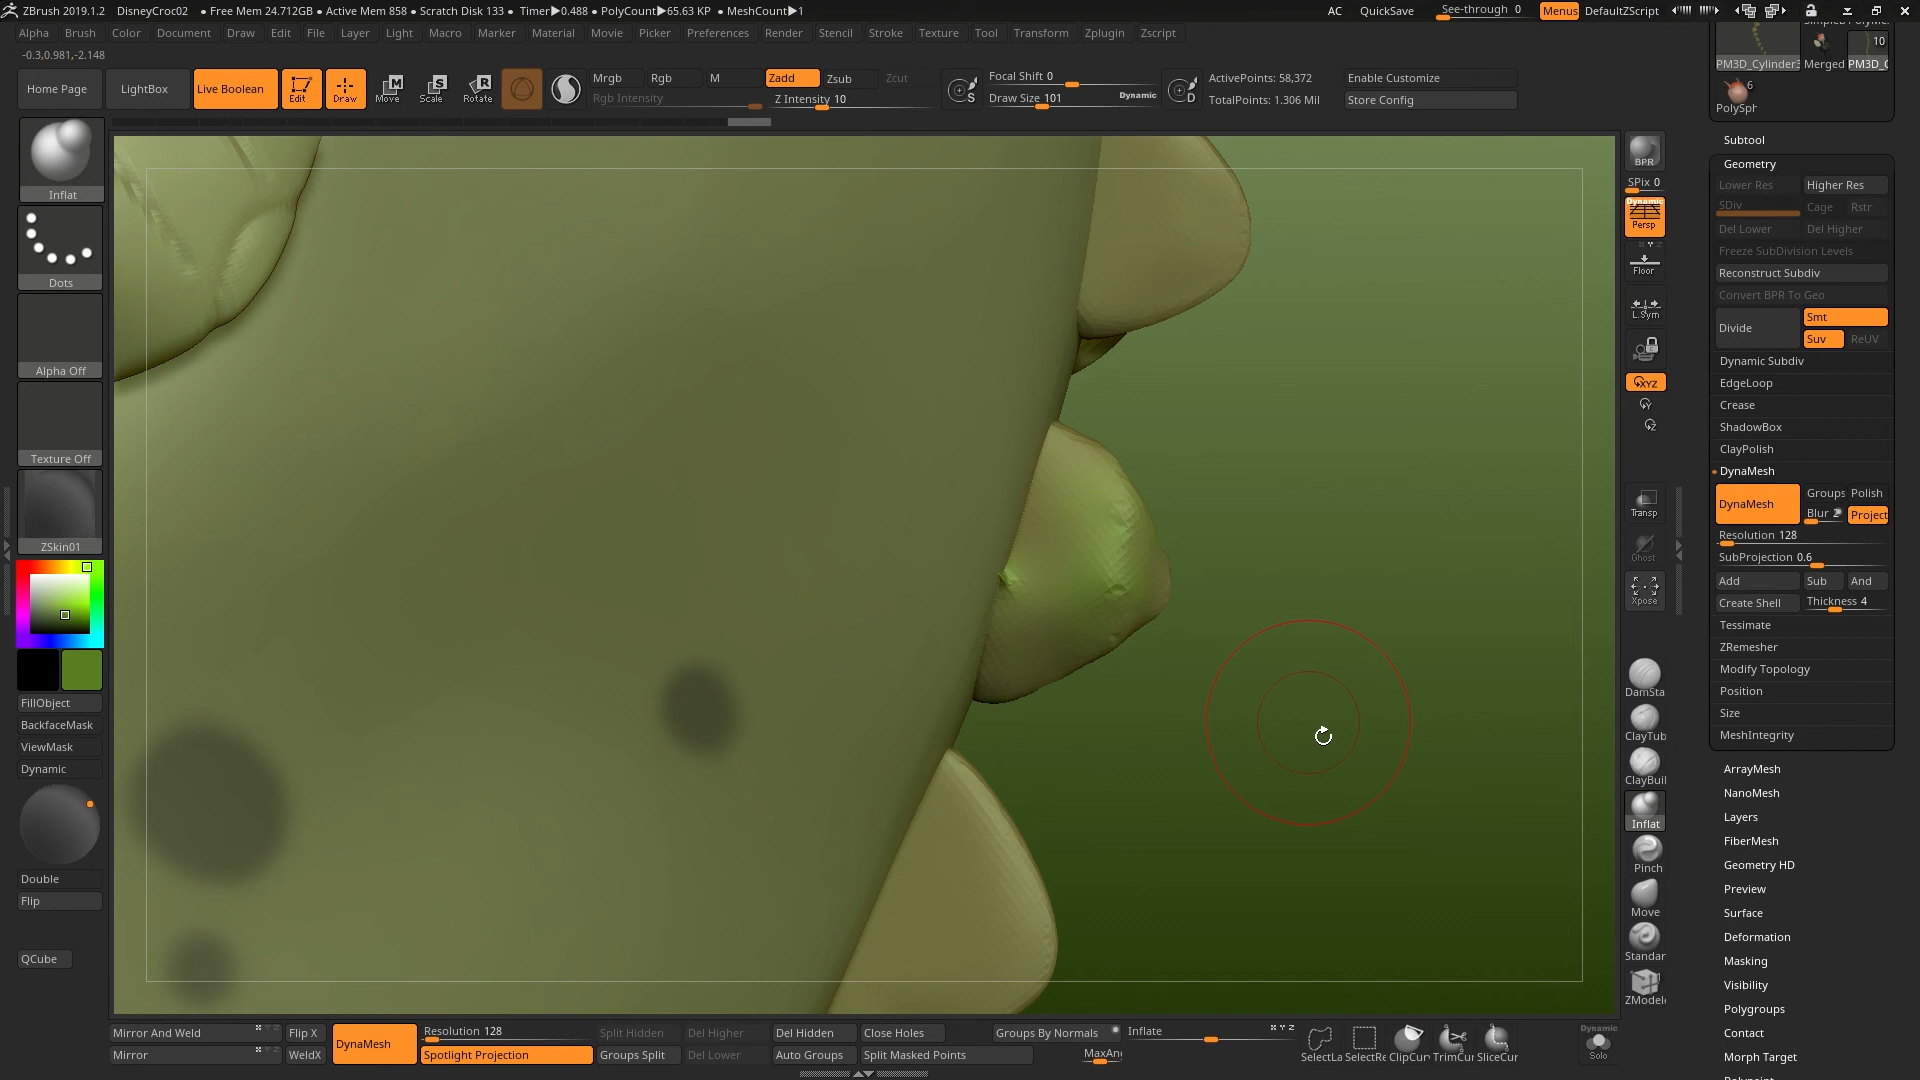 ZBrush 2019.1.2 DisneyCroc02 • Free Mem 24.712GB • Active Mem 858 • Scratch Disk 133 • Timer▶0.488 • PolyCount▶65.63 KP • MeshCount▶1 AC QuickSave See-through 0 Menus DefaultZScript
Alpha Brush Color Document Draw Edit File Layer Light Macro Marker Material Movie Picker Preferences Render Stencil Stroke Texture Tool Transform Zplugin Zscript
-0.3,0.981,-2.148
Home Page LightBox Live Boolean Edit Draw Move Scale Rotate
Mrgb Rgb M Zadd Zsub Zcut
Rgb Intensity Z Intensity 10
S Focal Shift 0
Draw Size 101 Dynamic
D ActivePoints: 58,372 Enable Customize
TotalPoints: 1.306 Mil Store Config
Inflat
Dots
Alpha Off
Texture Off
ZSkin01
FillObject
BackfaceMask
ViewMask
Dynamic
Double
Flip
QCube
BPR
SPix 0
Dynamic
Persp
Floor
L.Sym
XYZ
Y
Z
Transp
Ghost
Xpose
DamSta
ClayTub
ClayBuil
Inflat
Pinch
Move
Standar
ZModele
Dynamic
Solo
10
PM3D_Cylinder3 Merged PM3D_C
6
PolySph
Subtool
Geometry
Lower Res Higher Res
SDiv Cage Rstr
Del Lower Del Higher
Freeze SubDivision Levels
Reconstruct Subdiv
Convert BPR To Geo
Divide Smt
Suv ReUV
Dynamic Subdiv
EdgeLoop
Crease
ShadowBox
ClayPolish
DynaMesh
DynaMesh Groups Polish
Blur 2 Project
Resolution 128
SubProjection 0.6
Add Sub And
Create Shell Thickness 4
Tessimate
ZRemesher
Modify Topology
Position
Size
MeshIntegrity
ArrayMesh
NanoMesh
Layers
FiberMesh
Geometry HD
Preview
Surface
Deformation
Masking
Visibility
Polygroups
Contact
Morph Target
Mirror And Weld Flip X DynaMesh Resolution 128 Split Hidden Del Higher Del Hidden Close Holes Groups By Normals Inflate
Mirror WeldX Spotlight Projection Groups Split Del Lower Auto Groups Split Masked Points MaxAng SelectLa SelectRe ClipCur TrimCur SliceCur